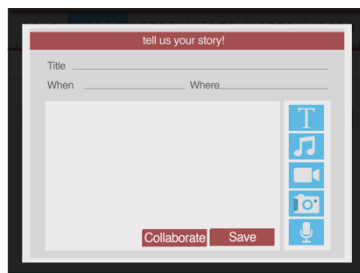 tell us your story!
Title
When Where
T
Collaborate Save